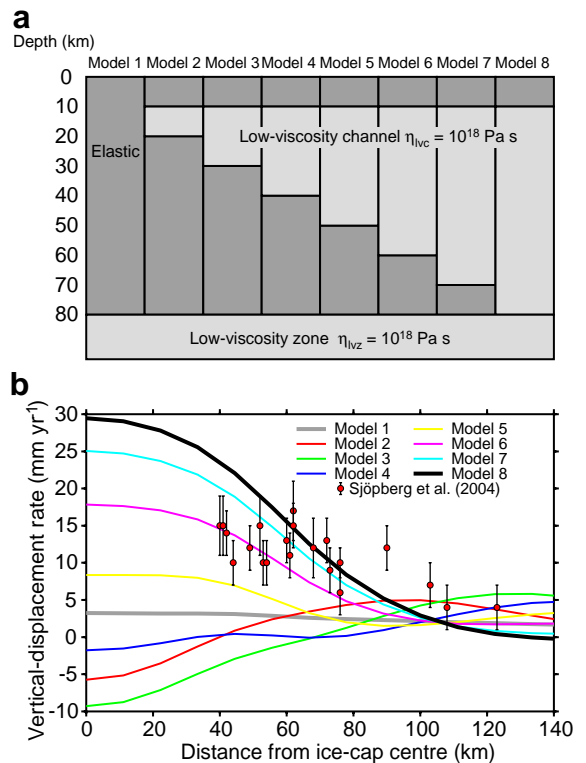 a
Depth (km)
Model 1 Model 2 Model 3 Model 4 Model 5 Model 6 Model 7 Model 8
0
10
20
30
40
50
60
70
80
Elastic
Low-viscosity channel ηlvc = 10^18 Pa s
Low-viscosity zone ηlvz = 10^18 Pa s
b
Vertical-displacement rate (mm yr-1)
30
25
20
15
10
5
0
-5
-10
Model 1
Model 2
Model 3
Model 4
Model 5
Model 6
Model 7
Model 8
Sjöpberg et al. (2004)
0 20 40 60 80 100 120 140
Distance from ice-cap centre (km)